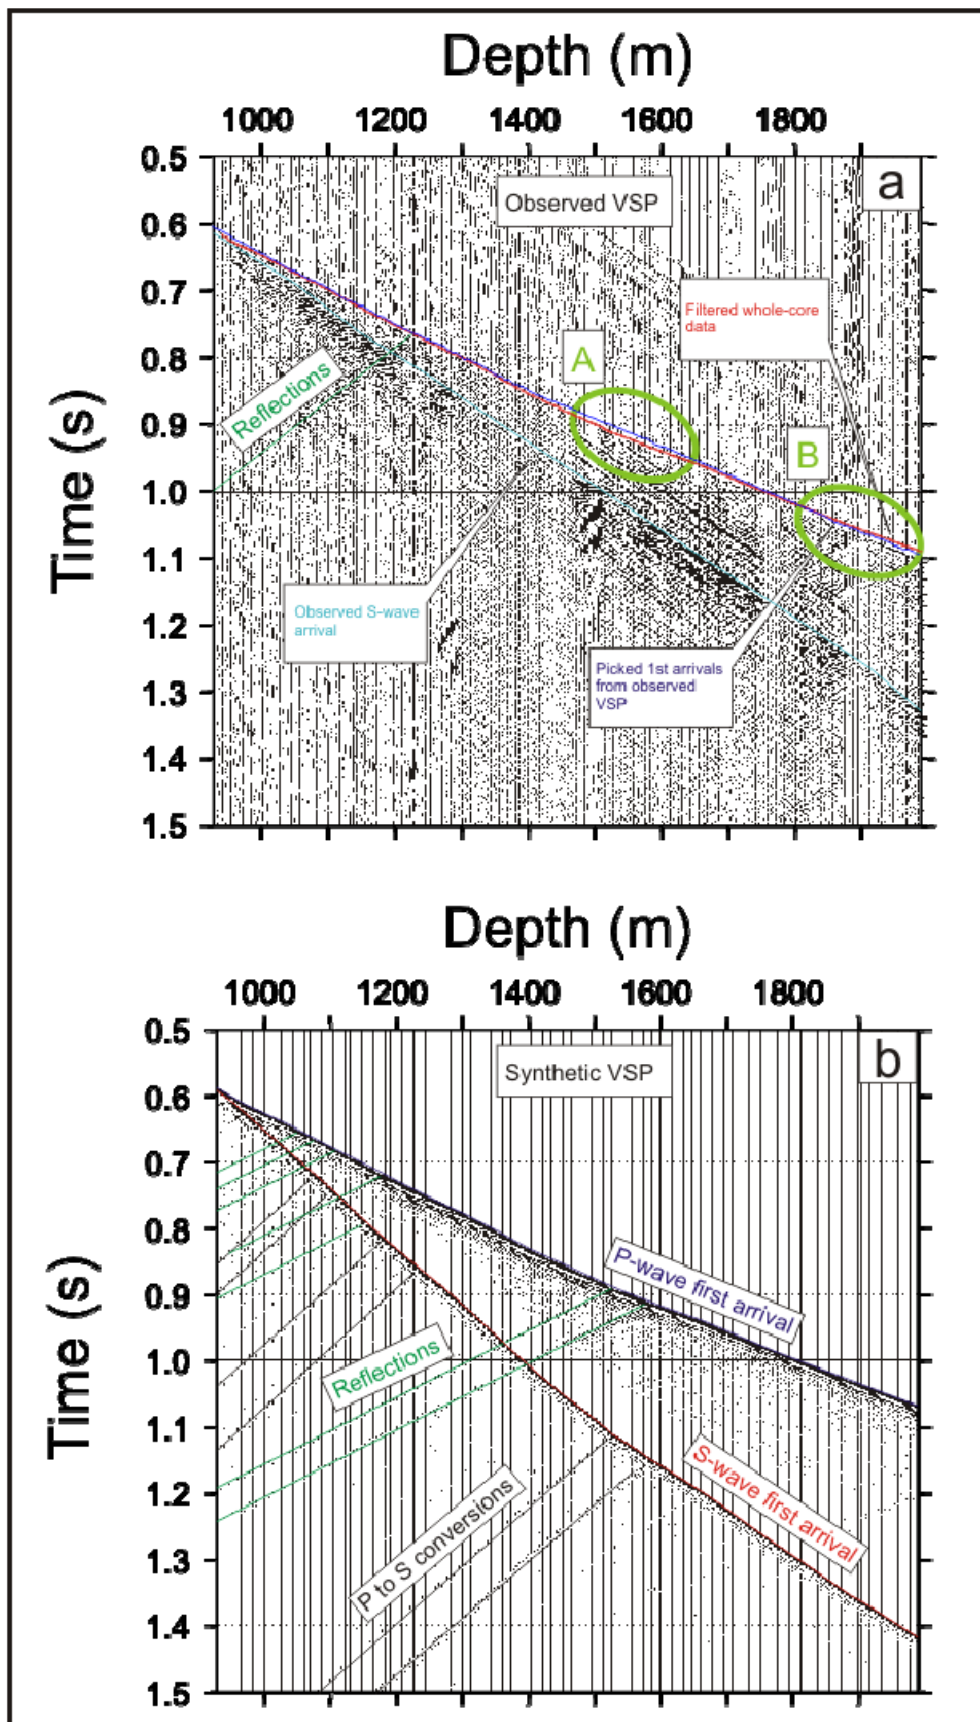 Depth (m)
1000 1200 1400 1600 1800
0.5
a
Observed VSP
0.6
0.7
Filtered whole-core
data
0.8
A
Reflections
0.9
B
1.0
Time (s)
1.1
1.2
Observed S-wave
arrival
Picked 1st arrivals
from observed
VSP
1.3
1.4
1.5
Depth (m)
1000 1200 1400 1600 1800
0.5
b
Synthetic VSP
0.6
0.7
0.8
0.9
P-wave first arrival
1.0
Reflections
Time (s)
1.1
1.2
S-wave first arrival
P to S conversions
1.3
1.4
1.5